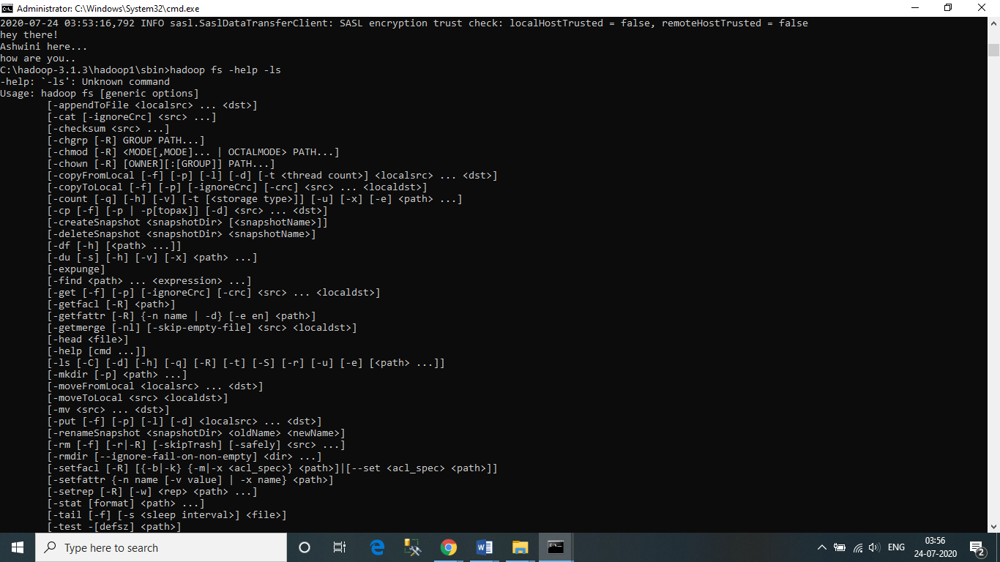 Administrator: C:\Windows\System32\cmd.exe
2020-07-24 03:53:16,792 INFO sasl.SaslDataTransferClient: SASL encryption trust check: localHostTrusted = false, remoteHostTrusted = false
hey there!
Ashwini here...
how are you..
C:\hadoop-3.1.3\hadoop1\sbin>hadoop fs -help -ls
-help: `-ls': Unknown command
Usage: hadoop fs [generic options]
[-appendToFile <localsrc> ... <dst>]
[-cat [-ignoreCrc] <src> ...]
[-checksum <src> ...]
[-chgrp [-R] GROUP PATH...]
[-chmod [-R] <MODE[,MODE]... | OCTALMODE> PATH...]
[-chown [-R] [OWNER][:[GROUP]] PATH...]
[-copyFromLocal [-f] [-p] [-l] [-d] [-t <thread count>] <localsrc> ... <dst>]
[-copyToLocal [-f] [-p] [-ignoreCrc] [-crc] <src> ... <localdst>]
[-count [-q] [-h] [-v] [-t [<storage type>]] [-u] [-x] [-e] <path> ...]
[-cp [-f] [-p | -p[topax]] [-d] <src> ... <dst>]
[-createSnapshot <snapshotDir> [<snapshotName>]]
[-deleteSnapshot <snapshotDir> <snapshotName>]
[-df [-h] [<path> ...]]
[-du [-s] [-h] [-v] [-x] <path> ...]
[-expunge]
[-find <path> ... <expression> ...]
[-get [-f] [-p] [-ignoreCrc] [-crc] <src> ... <localdst>]
[-getfacl [-R] <path>]
[-getfattr [-R] {-n name | -d} [-e en] <path>]
[-getmerge [-nl] [-skip-empty-file] <src> <localdst>]
[-head <file>]
[-help [cmd ...]]
[-ls [-C] [-d] [-h] [-q] [-R] [-t] [-S] [-r] [-u] [-e] [<path> ...]]
[-mkdir [-p] <path> ...]
[-moveFromLocal <localsrc> ... <dst>]
[-moveToLocal <src> <localdst>]
[-mv <src> ... <dst>]
[-put [-f] [-p] [-l] [-d] <localsrc> ... <dst>]
[-renameSnapshot <snapshotDir> <oldName> <newName>]
[-rm [-f] [-r|-R] [-skipTrash] [-safely] <src> ...]
[-rmdir [--ignore-fail-on-non-empty] <dir> ...]
[-setfacl [-R] [{-b|-k} {-m|-x <acl_spec>} <path>]|[--set <acl_spec> <path>]]
[-setfattr {-n name [-v value] | -x name} <path>]
[-setrep [-R] [-w] <rep> <path> ...]
[-stat [format] <path> ...]
[-tail [-f] [-s <sleep interval>] <file>]
[-test -[defsz] <path>]
Type here to search
ENG
03:56
24-07-2020
2